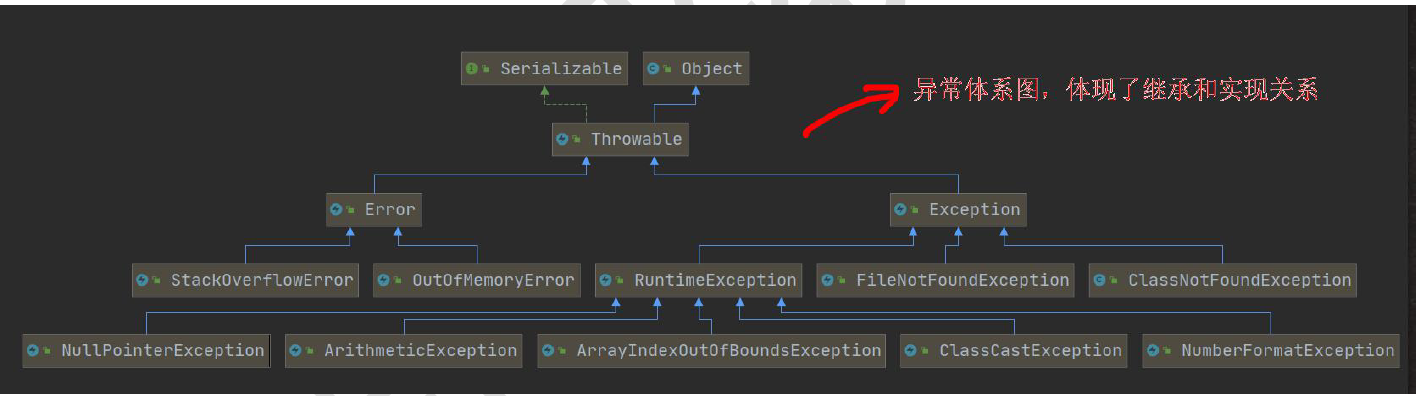 Serializable
Object
异常体系图，体现了继承和实现关系
Throwable
Error
Exception
StackOverflowError
OutOfMemoryError
RuntimeException
FileNotFoundException
ClassNotFoundException
NullPointerException
ArithmeticException
ArrayIndexOutOfBoundsException
ClassCastException
NumberFormatException